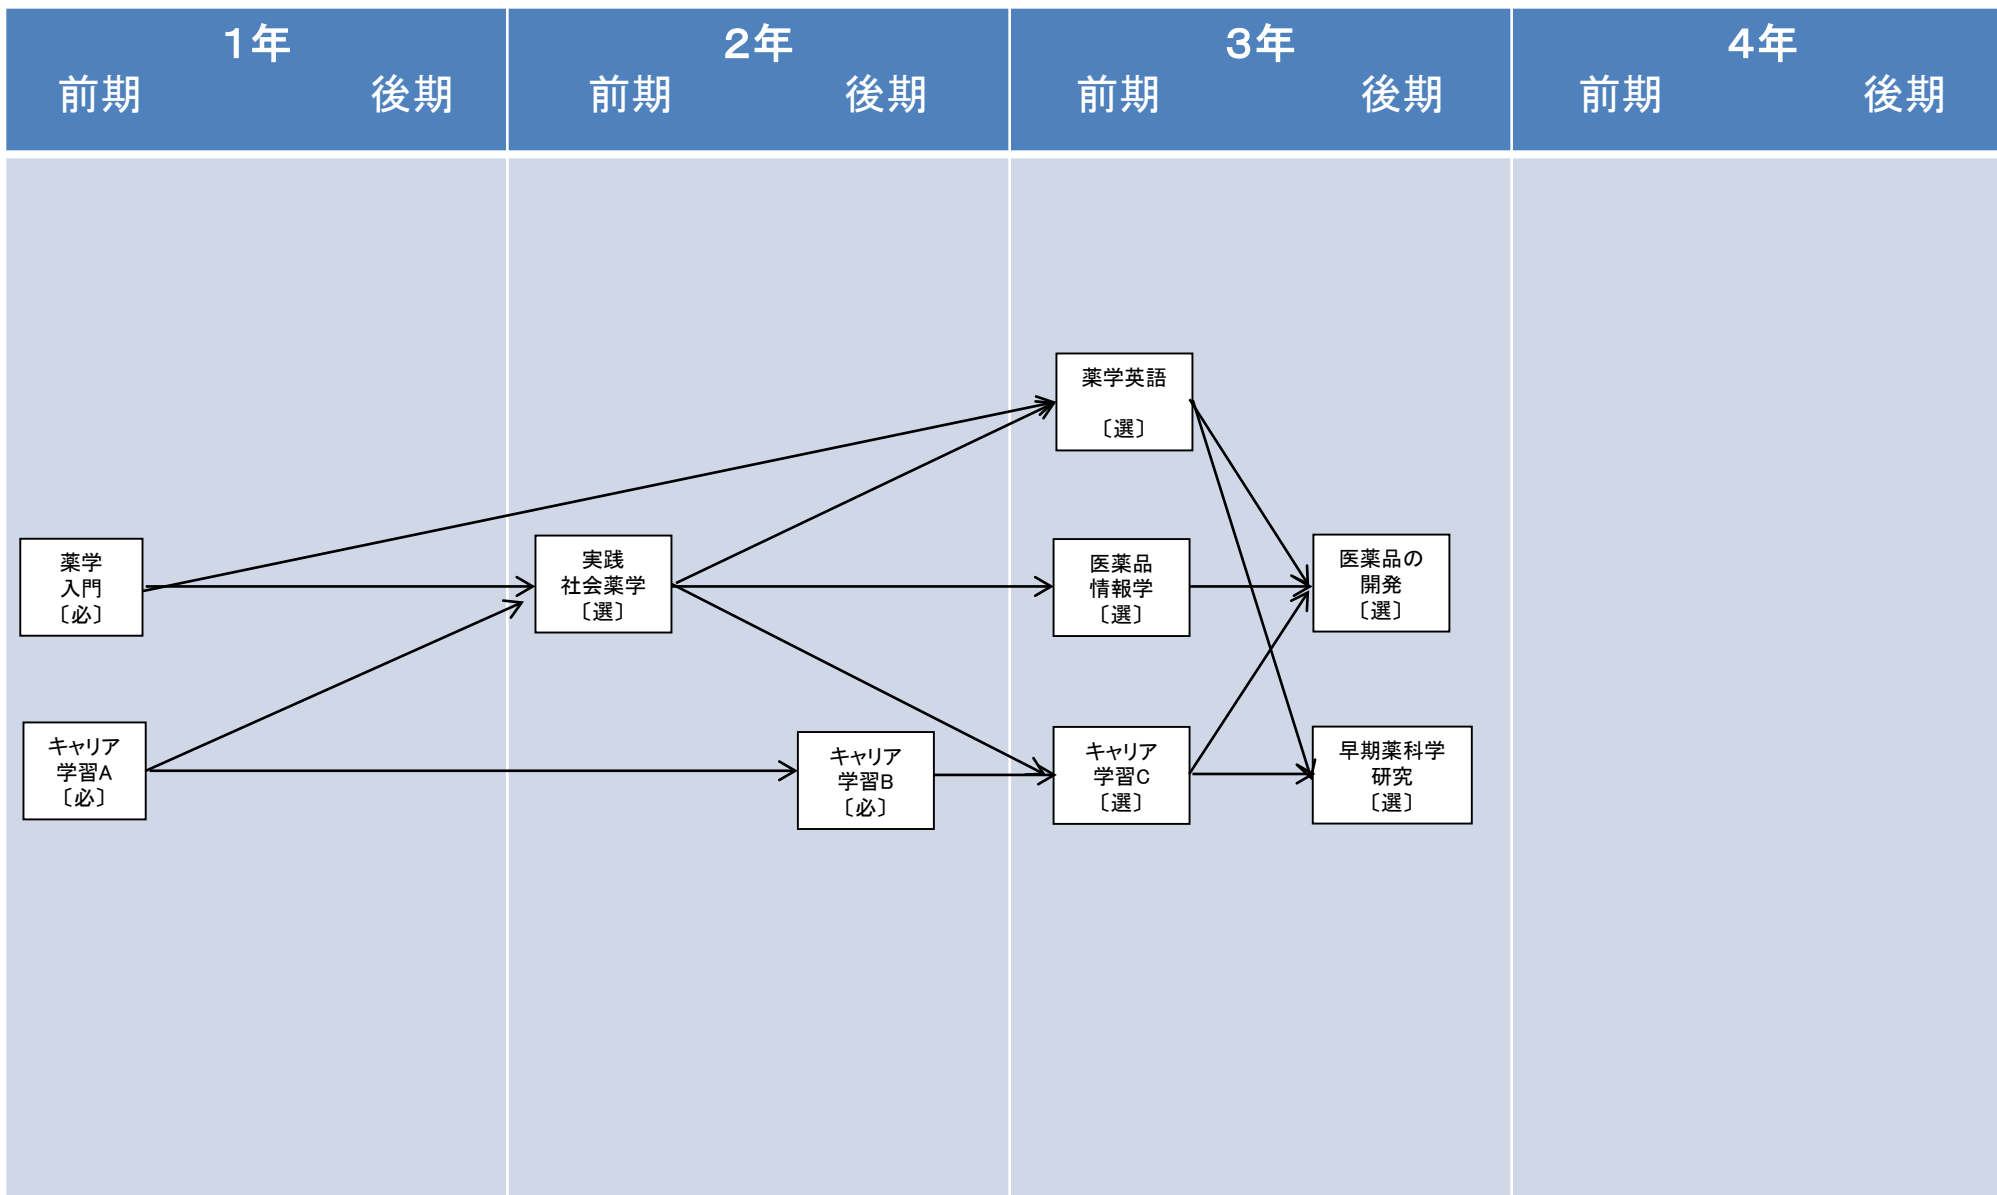 1年
前期 後期
2年
前期 後期
3年
前期 後期
4年
前期 後期
薬学英語
〔選〕
薬学
入門
〔必〕
実践
社会薬学
〔選〕
医薬品
情報学
〔選〕
医薬品の
開発
〔選〕
キャリア
学習A
〔必〕
キャリア
学習B
〔必〕
キャリア
学習C
〔選〕
早期薬科学
研究
〔選〕